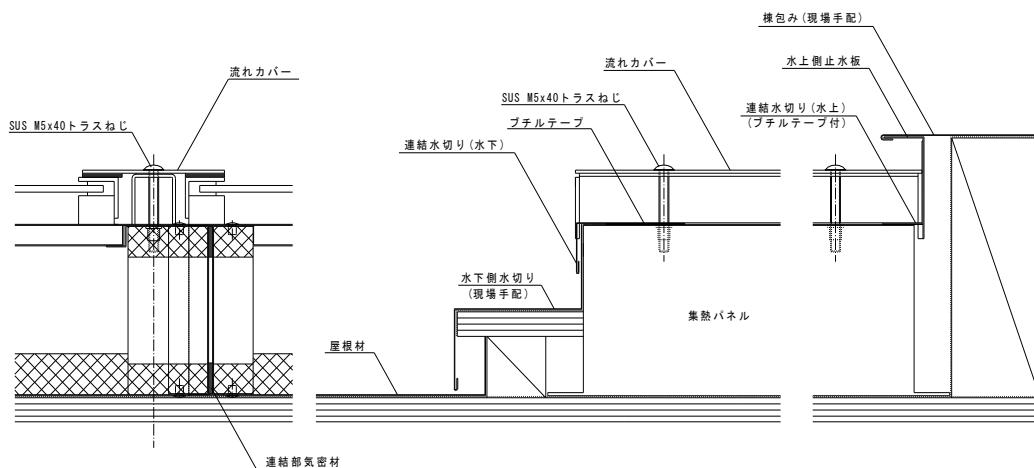 流れカバー
SUS M5x40トラスねじ
連結部気密材
棟包み(現場手配)
水上側止水板
流れカバー
SUS M5x40トラスねじ
連結水切り(水上)
(ブチルテープ付)
ブチルテープ
連結水切り(水下)
水下側水切り
(現場手配)
集熱パネル
屋根材